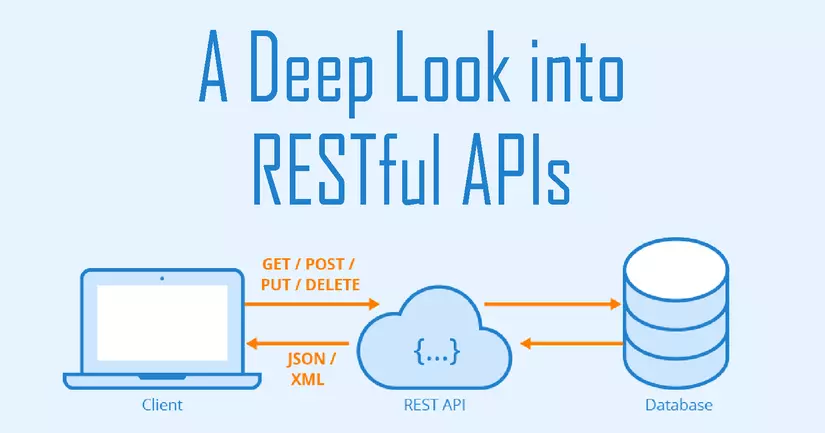 A Deep Look into
RESTful APIs
GET / POST /
PUT / DELETE
JSON /
XML
{...}
Client
REST API
Database